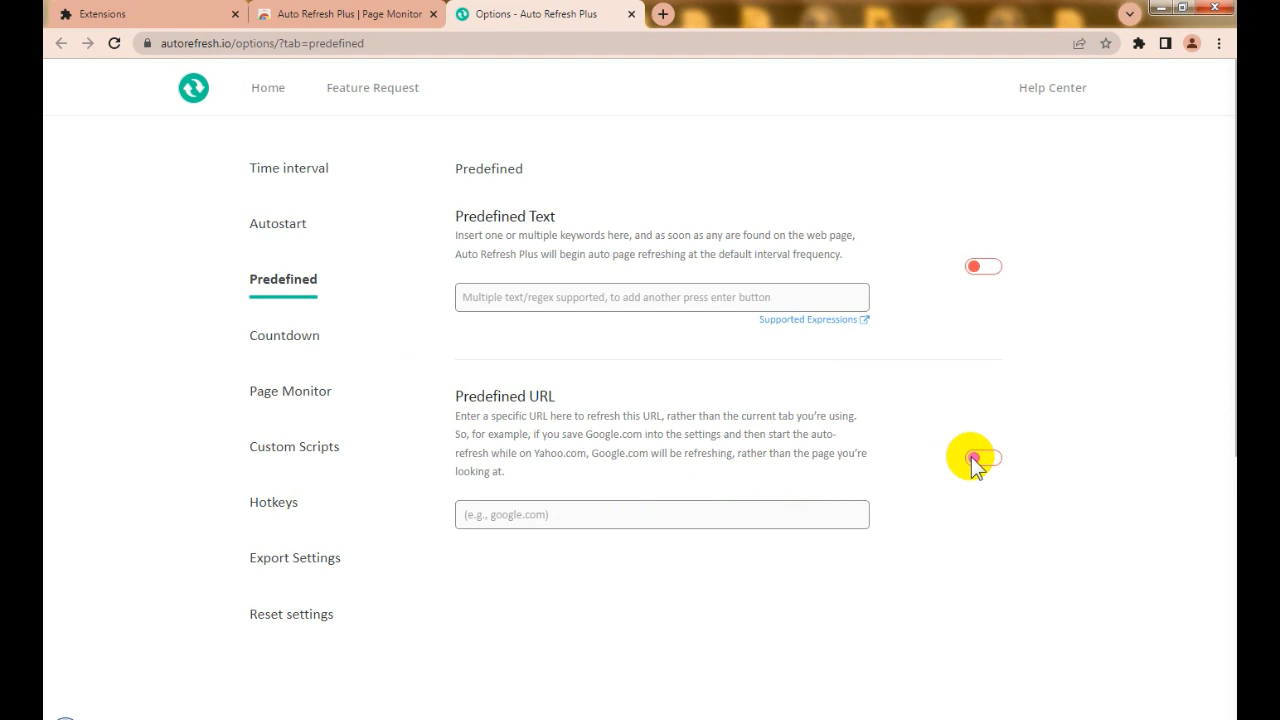 Extensions
Auto Refresh Plus | Page Monitor
Options - Auto Refresh Plus
autorefresh.io/options/?tab=predefined
Home
Feature Request
Help Center
Time interval
Autostart
Predefined
Countdown
Page Monitor
Custom Scripts
Hotkeys
Export Settings
Reset settings
Predefined
Predefined Text
Insert one or multiple keywords here, and as soon as any are found on the web page,
Auto Refresh Plus will begin auto page refreshing at the default interval frequency.
Multiple text/regex supported, to add another press enter button
Supported Expressions
Predefined URL
Enter a specific URL here to refresh this URL, rather than the current tab you're using.
So, for example, if you save Google.com into the settings and then start the auto-
refresh while on Yahoo.com, Google.com will be refreshing, rather than the page you're
looking at.
(e.g., google.com)